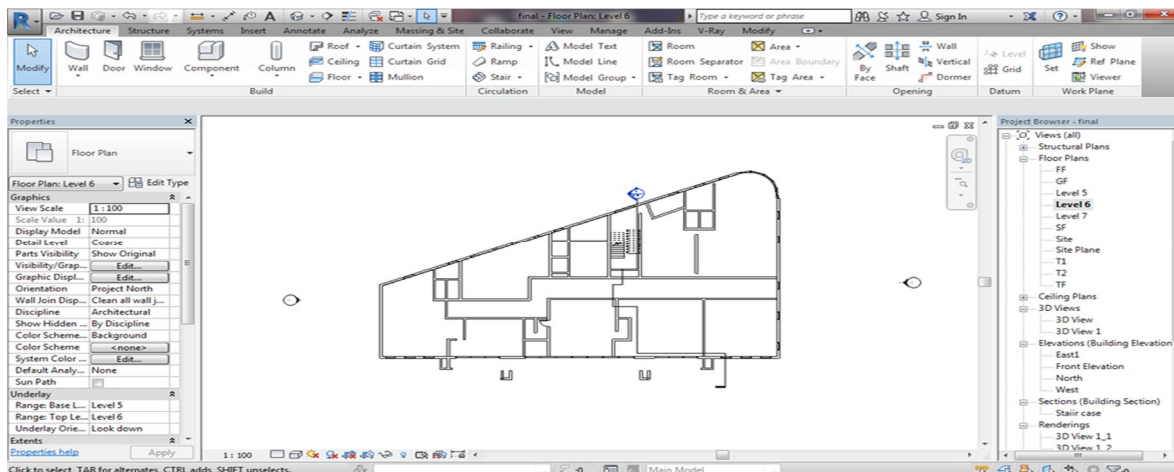 final - Floor Plan: Level 6 Type a keyword or phrase Sign In
Architecture Structure Systems Insert Annotate Analyze Massing & Site Collaborate View Manage Add-Ins V-Ray Modify
Modify Wall Door Window Component Column
Roof Curtain System
Ceiling Curtain Grid
Floor Mullion
Railing
Ramp
Stair
Model Text
Model Line
Model Group
Room Area
Room Separator Area Boundary
Tag Room Tag Area
By Face Shaft
Wall
Vertical
Dormer
Level
Grid
Set
Show
Ref Plane
Viewer
Select Build Circulation Model Room & Area Opening Datum Work Plane
Properties
Floor Plan
Floor Plan: Level 6 Edit Type
Graphics
View Scale 1 : 100
Scale Value 1: 100
Display Model Normal
Detail Level Coarse
Parts Visibility Show Original
Visibility/Grap... Edit...
Graphic Displ... Edit...
Orientation Project North
Wall Join Disp... Clean all wall j...
Discipline Architectural
Show Hidden ... By Discipline
Color Scheme... Background
Color Scheme <none>
System Color ... Edit...
Default Analy... None
Sun Path
Underlay
Range: Base L... Level 5
Range: Top Le... Level 6
Underlay Orie... Look down
Extents
Properties help Apply
1 : 100
Click to select, TAB for alternates, CTRL adds, SHIFT unselects. Main Model
Project Browser - final
Views (all)
Structural Plans
Floor Plans
FF
GF
Level 5
Level 6
Level 7
SF
Site
Site Plane
T1
T2
TF
Ceiling Plans
3D Views
3D View
3D View 1
Elevations (Building Elevation
East1
Front Elevation
North
West
Sections (Building Section)
Staiir case
Renderings
3D View 1_1
3D View 1_2